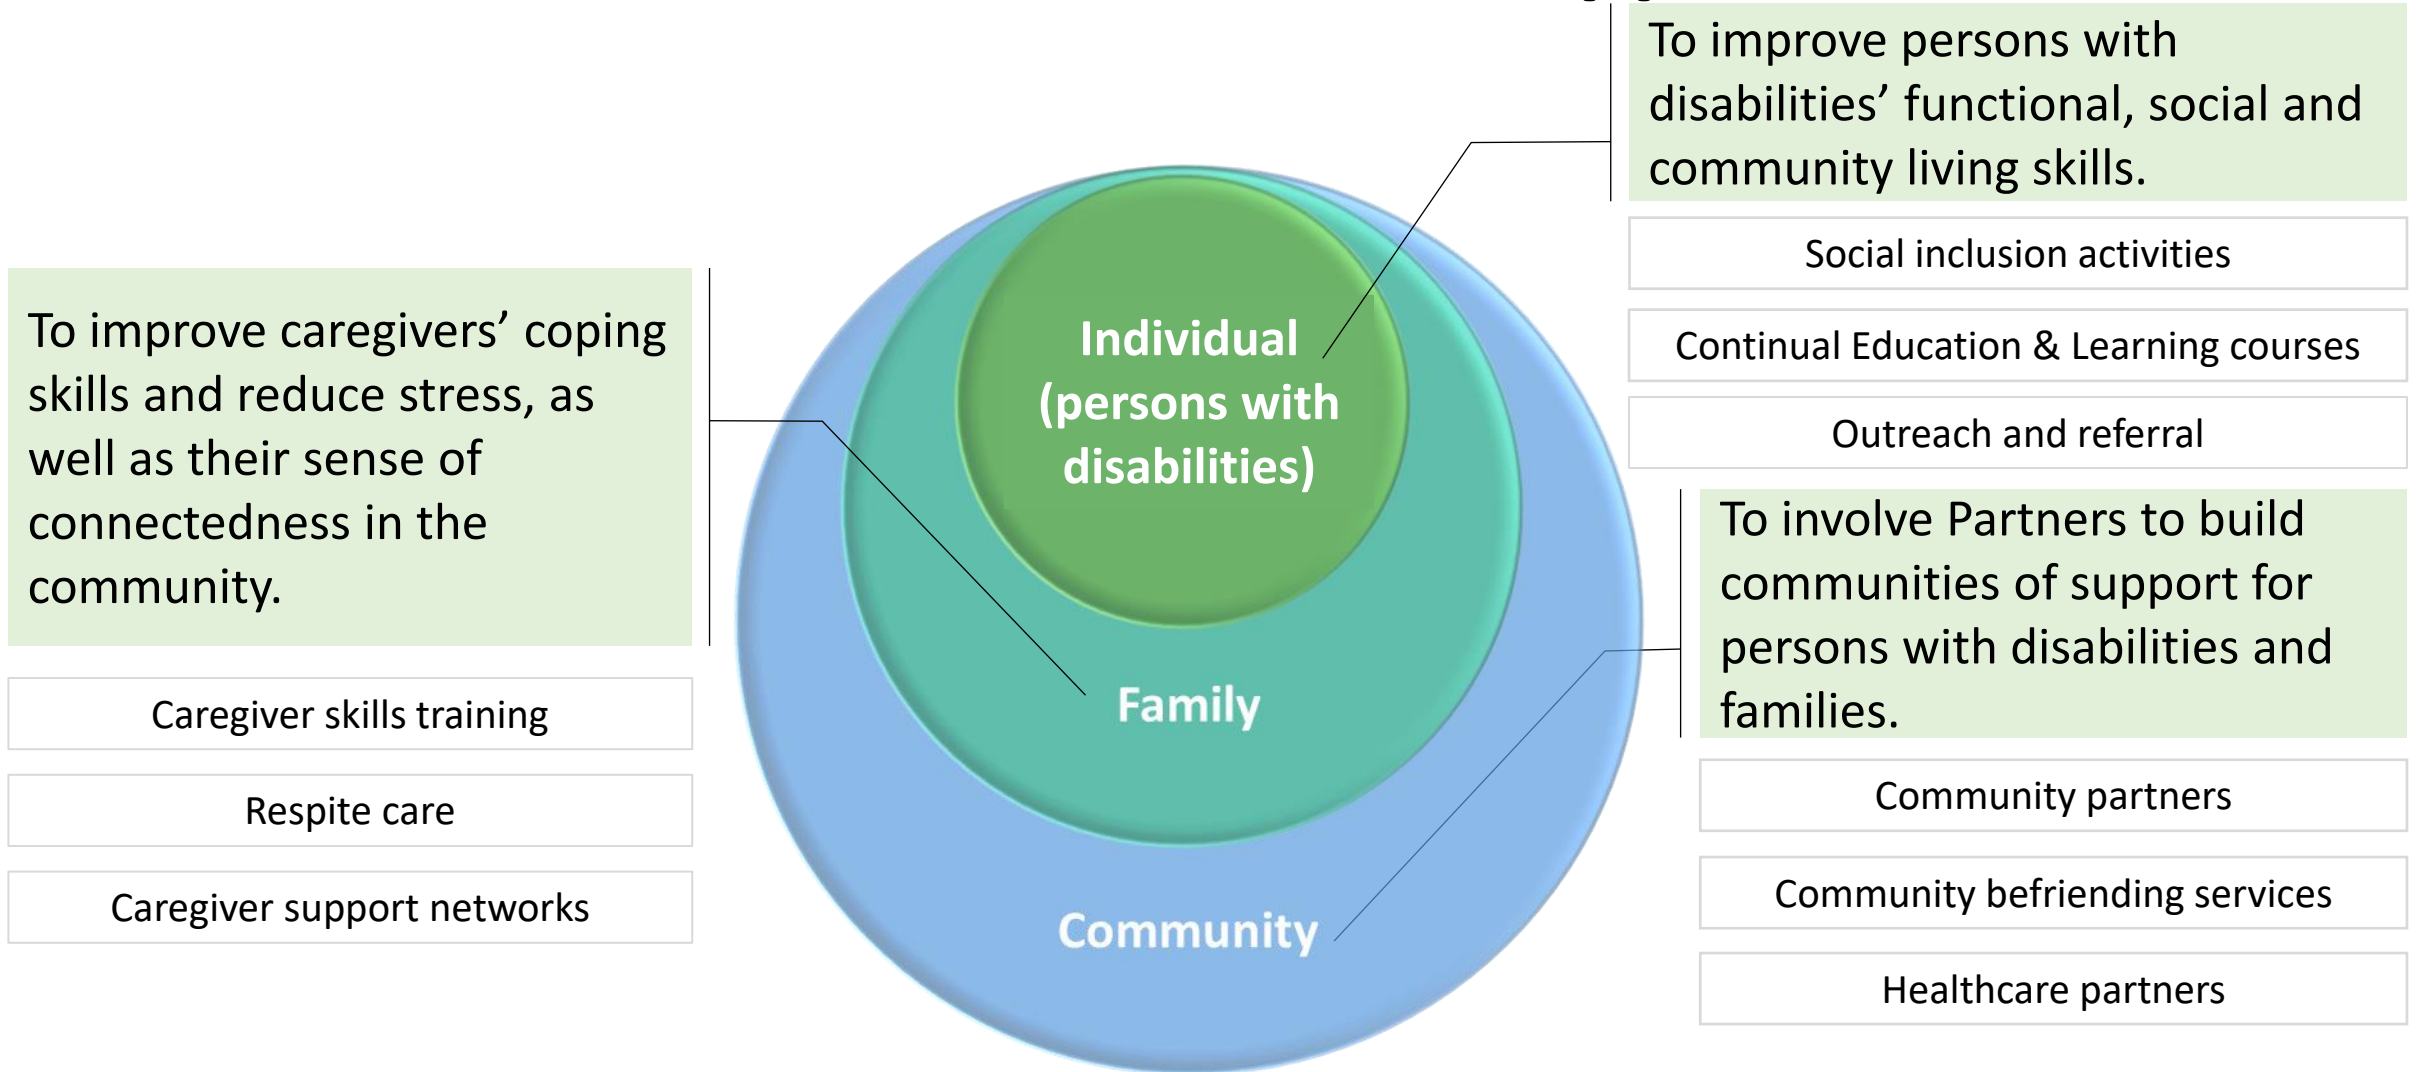 To improve persons with
disabilities’ functional, social and
community living skills.
Social inclusion activities
Continual Education & Learning courses
Outreach and referral
To improve caregivers’ coping
skills and reduce stress, as
well as their sense of
connectedness in the
community.
Caregiver skills training
Respite care
Caregiver support networks
Individual
(persons with
disabilities)
Family
Community
To involve Partners to build
communities of support for
persons with disabilities and
families.
Community partners
Community befriending services
Healthcare partners